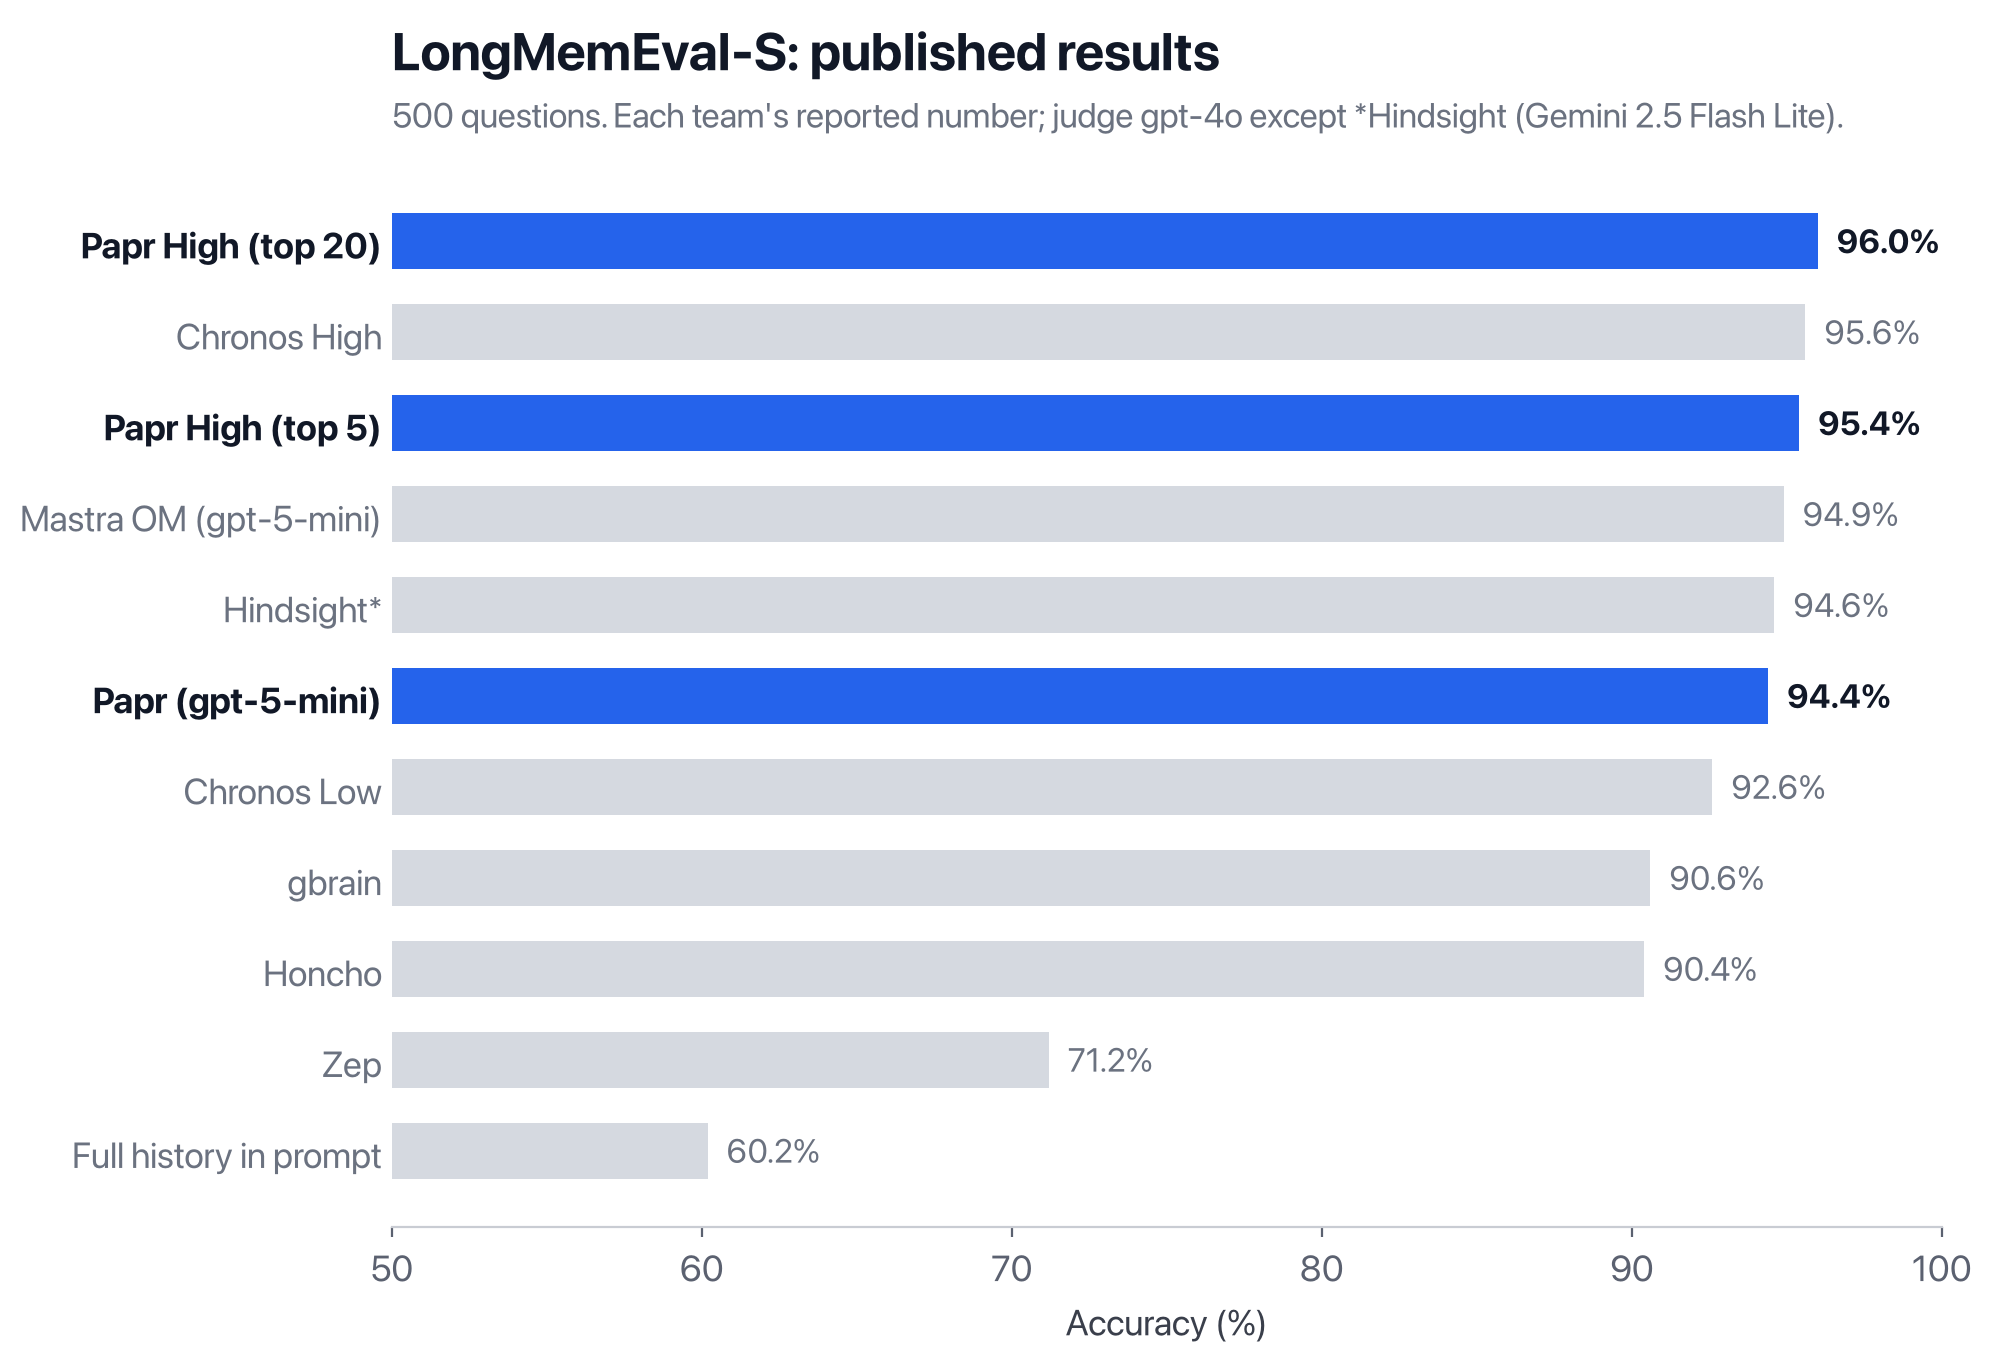 LongMemEval-S: published results
500 questions. Each team's reported number; judge gpt-4o except *Hindsight (Gemini 2.5 Flash Lite).
Papr High (top 20) 96.0%
Chronos High 95.6%
Papr High (top 5) 95.4%
Mastra OM (gpt-5-mini) 94.9%
Hindsight* 94.6%
Papr (gpt-5-mini) 94.4%
Chronos Low 92.6%
gbrain 90.6%
Honcho 90.4%
Zep 71.2%
Full history in prompt 60.2%
50 60 70 80 90 100
Accuracy (%)